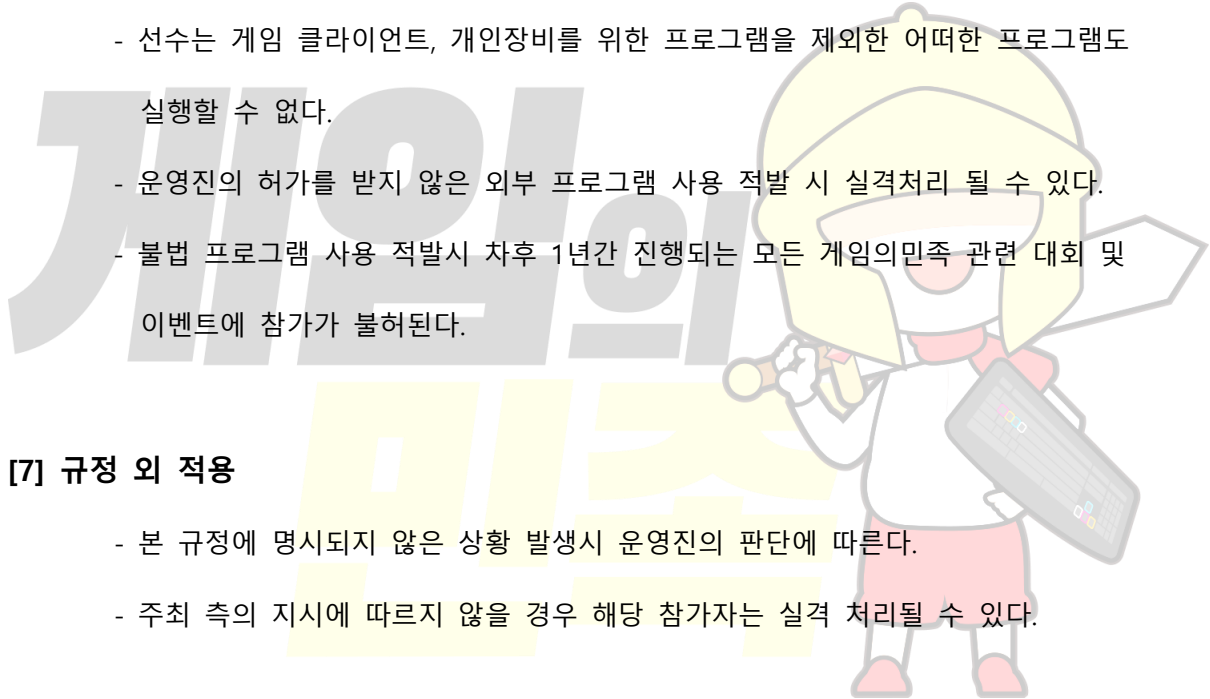 - 선수는 게임 클라이언트, 개인장비를 위한 프로그램을 제외한 어떠한 프로그램도
실행할 수 없다.
- 운영진의 허가를 받지 않은 외부 프로그램 사용 적발 시 실격처리 될 수 있다.
- 불법 프로그램 사용 적발시 차후 1년간 진행되는 모든 게임의민족 관련 대회 및
이벤트에 참가가 불허된다.
게임의
민족
[7] 규정 외 적용
- 본 규정에 명시되지 않은 상황 발생시 운영진의 판단에 따른다.
- 주최 측의 지시에 따르지 않을 경우 해당 참가자는 실격 처리될 수 있다.